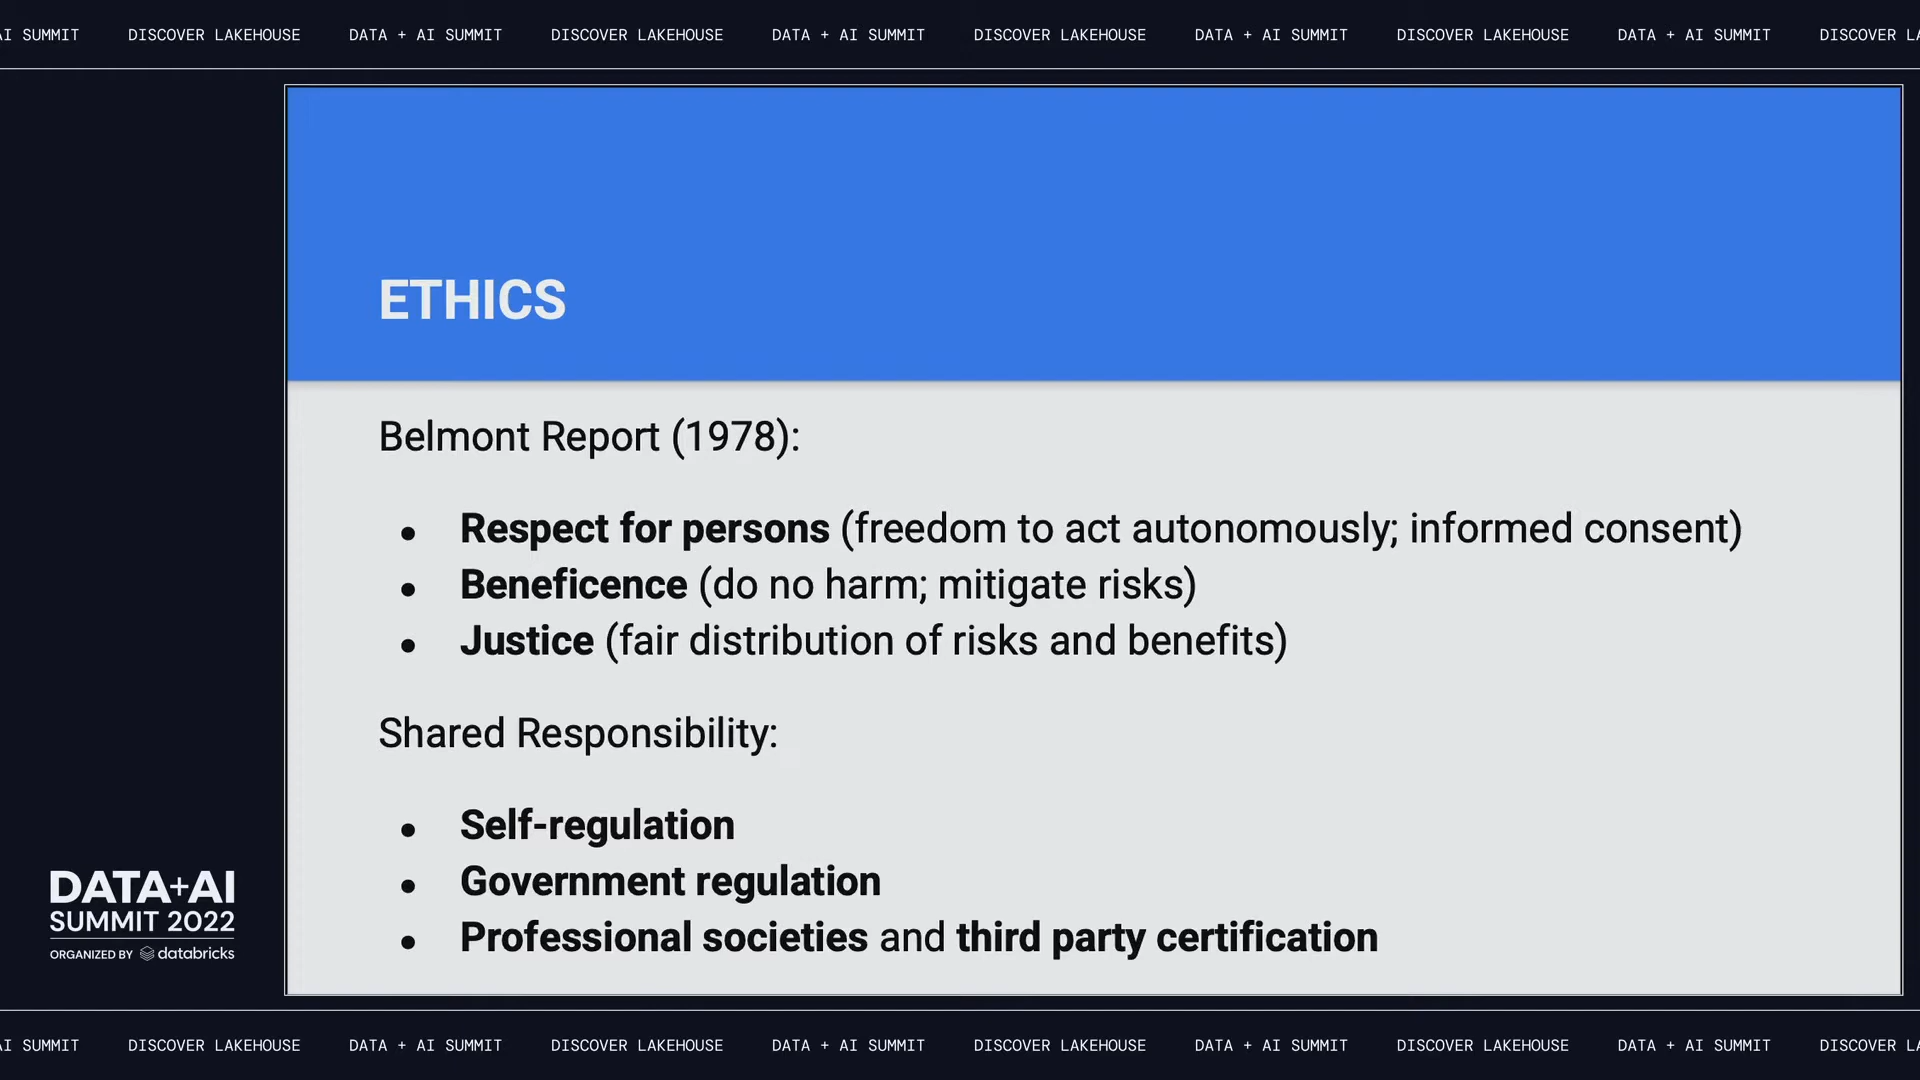 AI SUMMIT DISCOVER LAKEHOUSE DATA + AI SUMMIT DISCOVER LAKEHOUSE DATA + AI SUMMIT DISCOVER LAKEHOUSE DATA + AI SUMMIT DISCOVER LAKEHOUSE DATA + AI SUMMIT DISCOVER LA
ETHICS
Belmont Report (1978):
● Respect for persons (freedom to act autonomously; informed consent)
● Beneficence (do no harm; mitigate risks)
● Justice (fair distribution of risks and benefits)
Shared Responsibility:
● Self-regulation
● Government regulation
● Professional societies and third party certification
DATA+AI
SUMMIT 2022
ORGANIZED BY databricks
AI SUMMIT DISCOVER LAKEHOUSE DATA + AI SUMMIT DISCOVER LAKEHOUSE DATA + AI SUMMIT DISCOVER LAKEHOUSE DATA + AI SUMMIT DISCOVER LAKEHOUSE DATA + AI SUMMIT DISCOVER LA